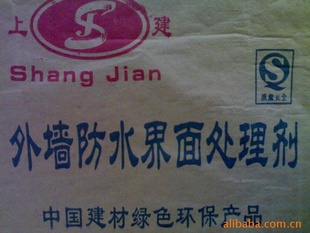 上 建
Shang Jian
质量安全
外墙防水界面处理剂
中国建材绿色环保产品
alibaba.com.cn